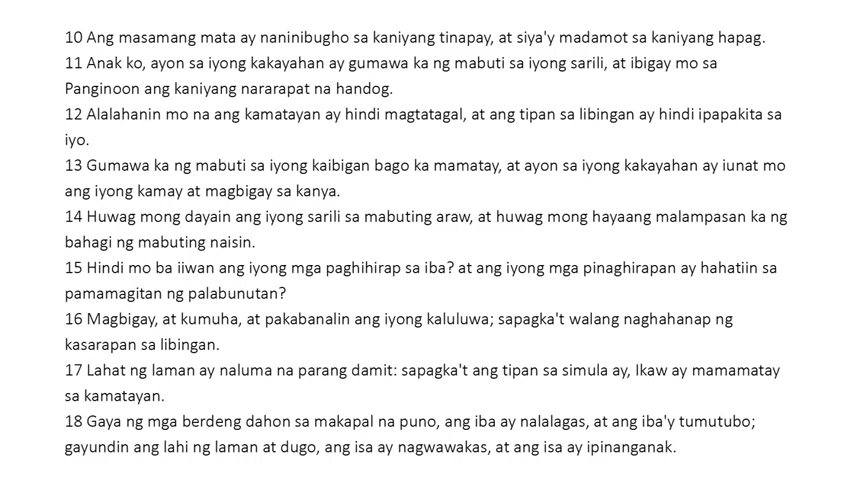 10 Ang masamang mata ay naninibugho sa kaniyang tinapay, at siya'y madamot sa kaniyang hapag.
11 Anak ko, ayon sa iyong kakayahan ay gumawa ka ng mabuti sa iyong sarili, at ibigay mo sa
Panginoon ang kaniyang nararapat na handog.
12 Alalahanin mo na ang kamatayan ay hindi magtatagal, at ang tipan sa libingan ay hindi ipapakita sa
iyo.
13 Gumawa ka ng mabuti sa iyong kaibigan bago ka mamatay, at ayon sa iyong kakayahan ay iunat mo
ang iyong kamay at magbigay sa kanya.
14 Huwag mong dayain ang iyong sarili sa mabuting araw, at huwag mong hayaang malampasan ka ng
bahagi ng mabuting naisin.
15 Hindi mo ba iiwan ang iyong mga paghihirap sa iba? at ang iyong mga pinaghirapan ay hahatiin sa
pamamagitan ng palabunutan?
16 Magbigay, at kumuha, at pakabanalin ang iyong kaluluwa; sapagka't walang naghahanap ng
kasarapan sa libingan.
17 Lahat ng laman ay naluma na parang damit: sapagka't ang tipan sa simula ay, Ikaw ay mamamatay
sa kamatayan.
18 Gaya ng mga berdeng dahon sa makapal na puno, ang iba ay nalalagas, at ang iba'y tumutubo;
gayundin ang lahi ng laman at dugo, ang isa ay nagwawakas, at ang isa ay ipinanganak.